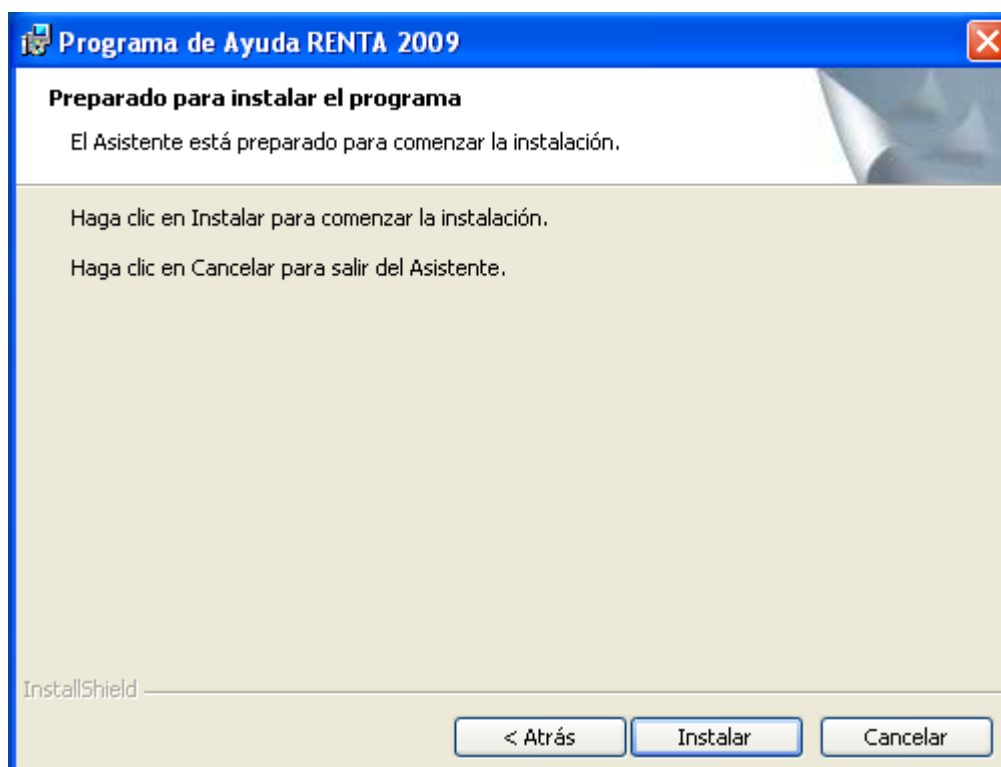 Programa de Ayuda RENTA 2009
Preparado para instalar el programa
El Asistente está preparado para comenzar la instalación.
Haga clic en Instalar para comenzar la instalación.
Haga clic en Cancelar para salir del Asistente.
InstallShield
< Atrás
Instalar
Cancelar